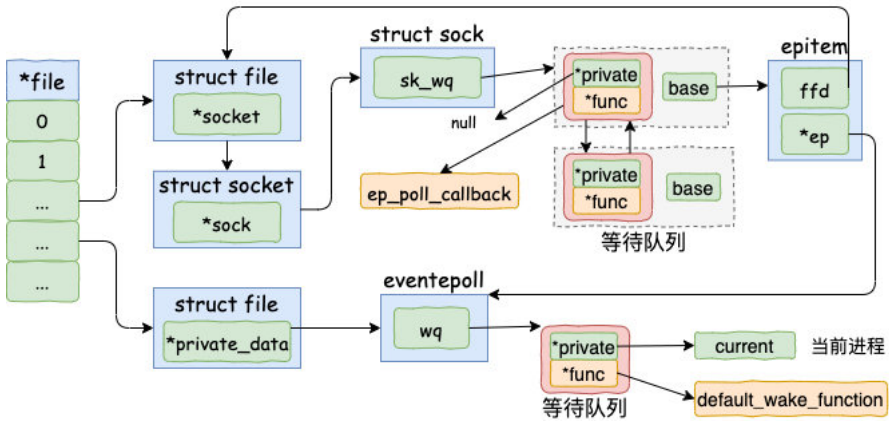 *file
0
1
...
...
...
struct file
*socket
struct socket
*sock
struct sock
sk_wq
null
ep_poll_callback
*private
*func
base
*private
*func
base
等待队列
epitem
ffd
*ep
struct file
*private_data
eventepoll
wq
*private
*func
等待队列
current
当前进程
default_wake_function